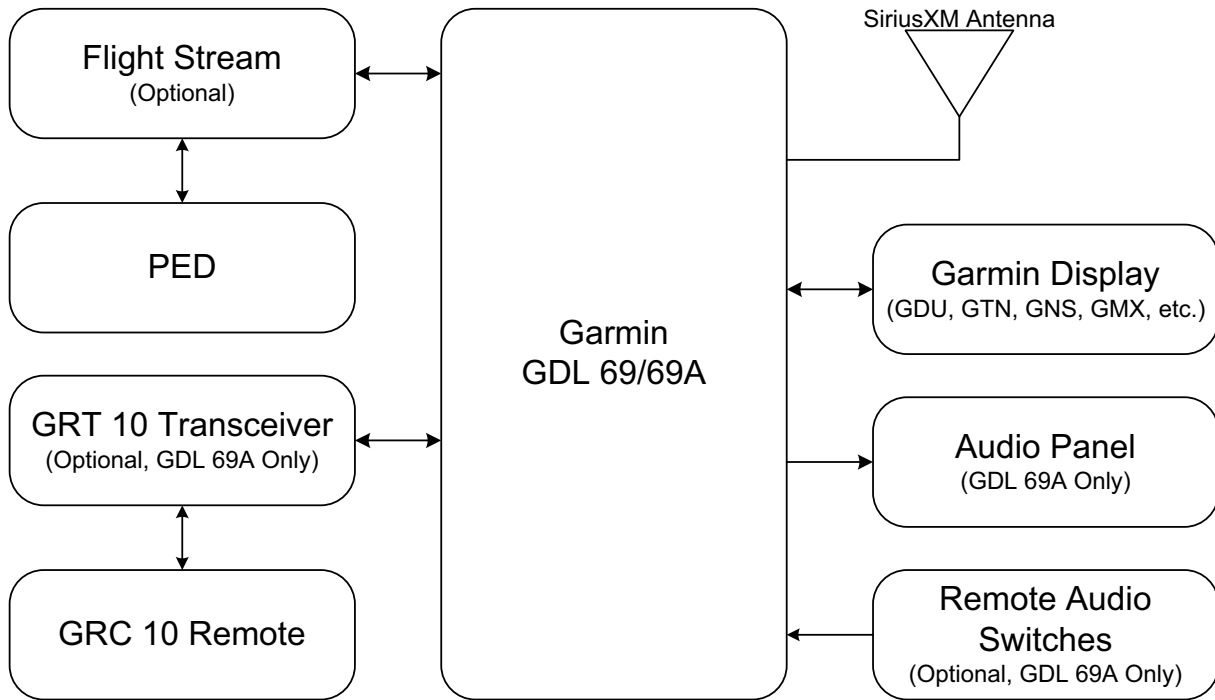 SiriusXM Antenna
Flight Stream
(Optional)
PED
GRT 10 Transceiver
(Optional, GDL 69A Only)
GRC 10 Remote
Garmin
GDL 69/69A
Garmin Display
(GDU, GTN, GNS, GMX, etc.)
Audio Panel
(GDL 69A Only)
Remote Audio
Switches
(Optional, GDL 69A Only)